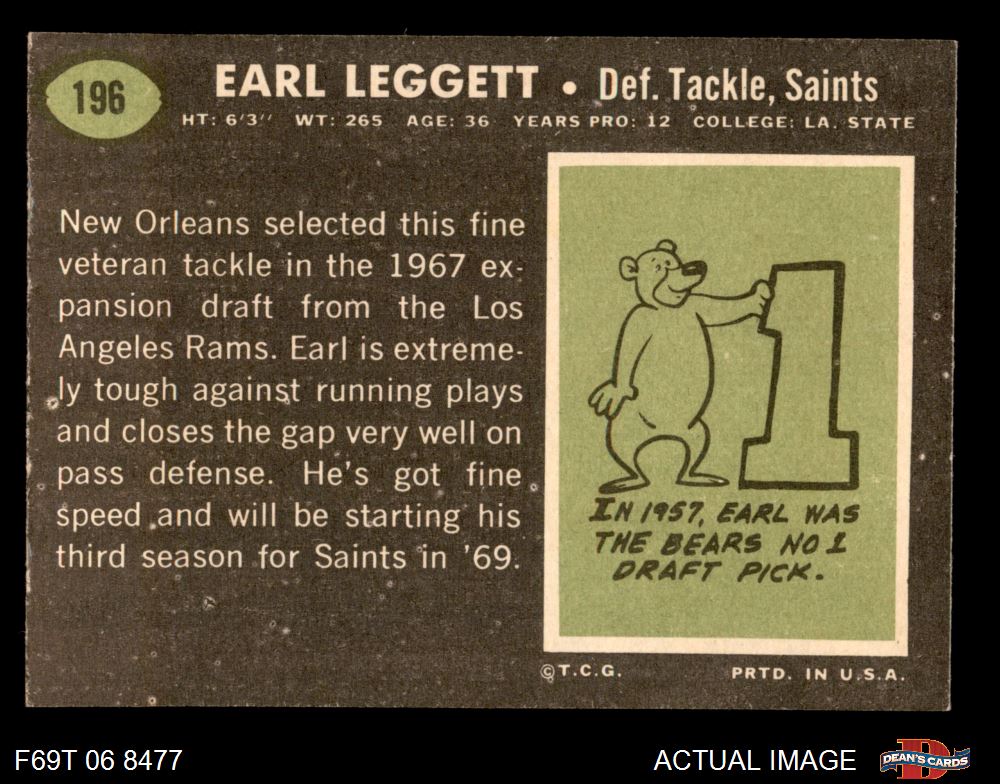 196
EARL LEGGETT • Def. Tackle, Saints
HT: 6'3" WT: 265 AGE: 36 YEARS PRO: 12 COLLEGE: LA. STATE
New Orleans selected this fine
veteran tackle in the 1967 ex-
pansion draft from the Los
Angeles Rams. Earl is extreme-
ly tough against running plays
and closes the gap very well on
pass defense. He's got fine
speed and will be starting his
third season for Saints in '69.
1
IN 1957, EARL WAS
THE BEARS NO 1
DRAFT PICK.
©T.C.G. PRTD. IN U.S.A.
F69T 06 8477
ACTUAL IMAGE
D
DEAN'S CARDS